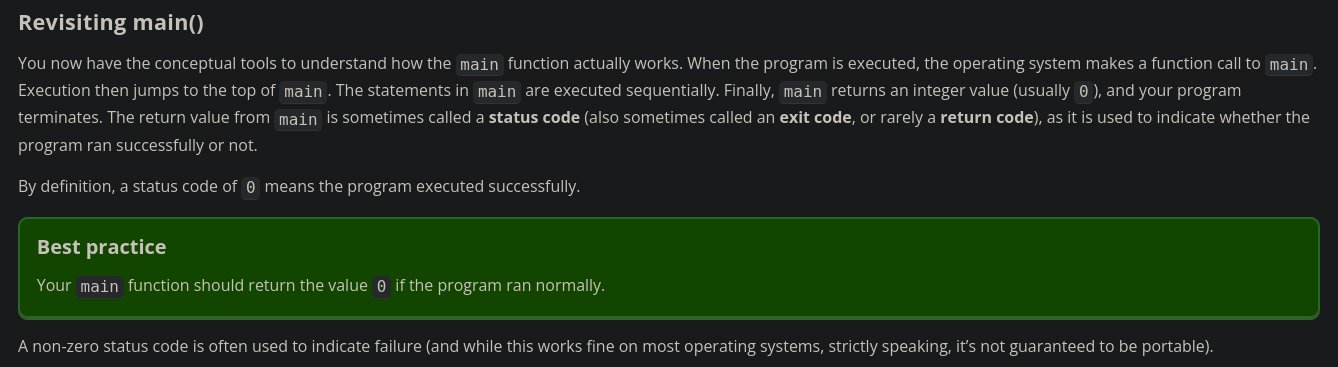 Revisiting main()
You now have the conceptual tools to understand how the main function actually works. When the program is executed, the operating system makes a function call to main.
Execution then jumps to the top of main. The statements in main are executed sequentially. Finally, main returns an integer value (usually 0), and your program
terminates. The return value from main is sometimes called a status code (also sometimes called an exit code, or rarely a return code), as it is used to indicate whether the
program ran successfully or not.
By definition, a status code of 0 means the program executed successfully.
Best practice
Your main function should return the value 0 if the program ran normally.
A non-zero status code is often used to indicate failure (and while this works fine on most operating systems, strictly speaking, it’s not guaranteed to be portable).